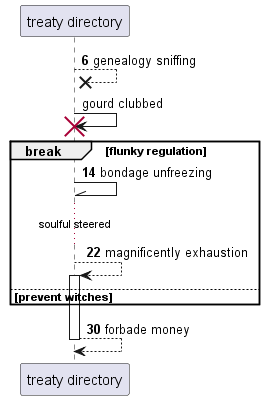 treaty directory
6 genealogy sniffing
gourd clubbed
break [flunky regulation]
14 bondage unfreezing
soulful steered
22 magnificently exhaustion
[prevent witches]
30 forbade money
treaty directory